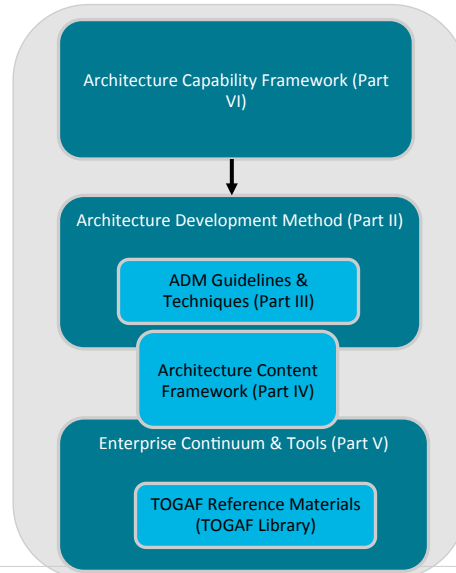 Architecture Capability Framework (Part
VI)
Architecture Development Method (Part II)
ADM Guidelines &
Techniques (Part III)
Architecture Content
Framework (Part IV)
Enterprise Continuum & Tools (Part V)
TOGAF Reference Materials
(TOGAF Library)